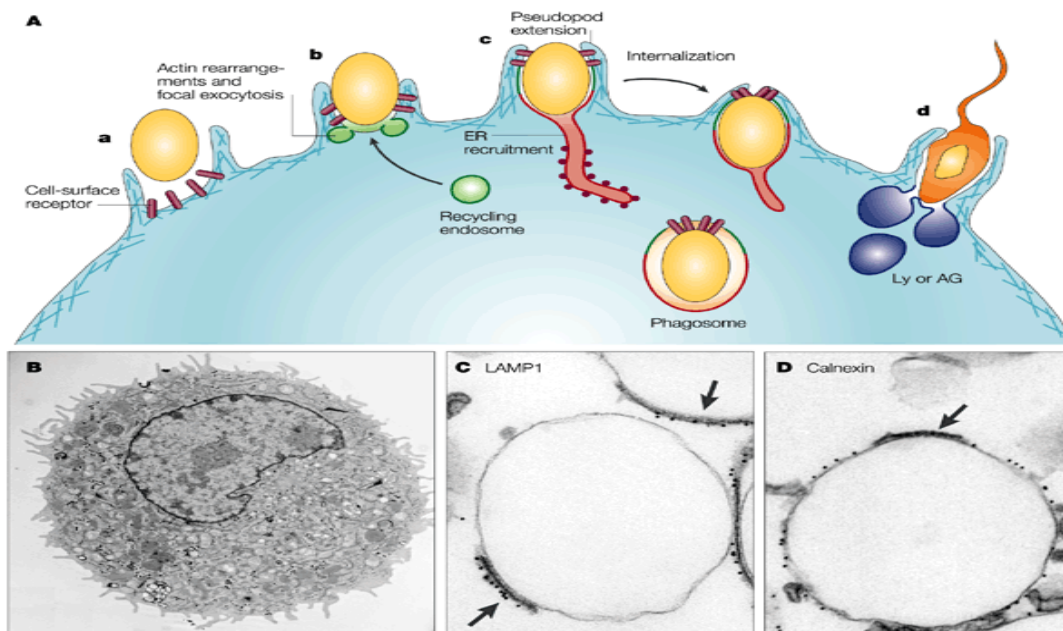 A
a
Cell-surface
receptor
b
Actin rearrange-
ments and
focal exocytosis
Recycling
endosome
c
Pseudopod
extension
ER
recruitment
Internalization
Phagosome
d
Ly or AG
B
C LAMP1
D Calnexin